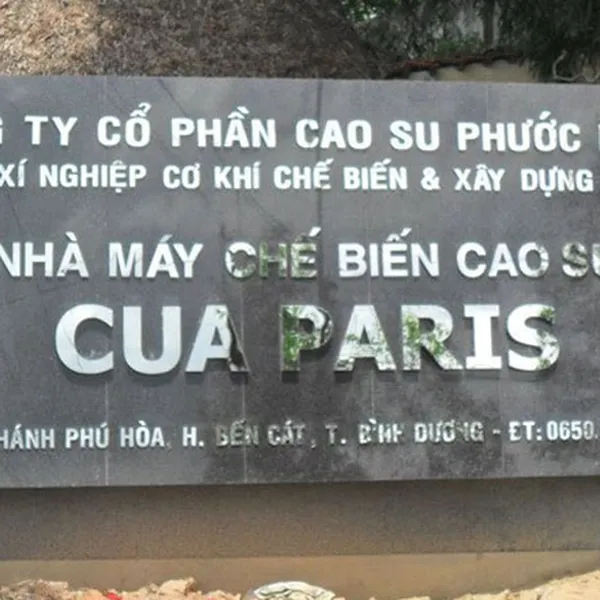 G TY CỔ PHẦN CAO SU PHƯỚC
XÍ NGHIỆP CƠ KHÍ CHẾ BIẾN & XÂY DỰNG
NHÀ MÁY CHẾ BIẾN CAO SU
CUA PARIS
HÁNH PHÚ HÒA, H. BẾN CÁT, T. BÌNH DƯƠNG - ĐT: 0650.